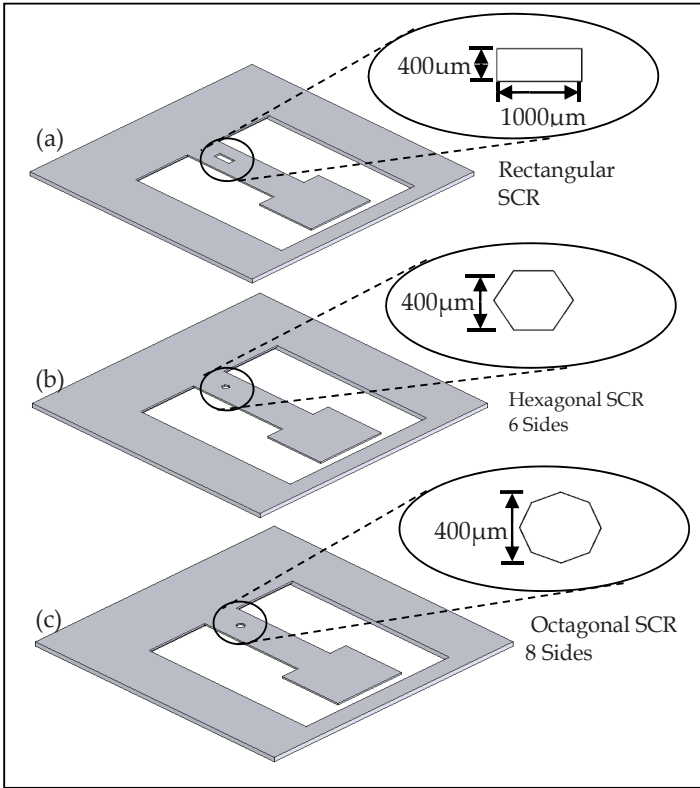 (a)
400µm
1000µm
Rectangular
SCR
(b)
400µm
Hexagonal SCR
6 Sides
(c)
400µm
Octagonal SCR
8 Sides